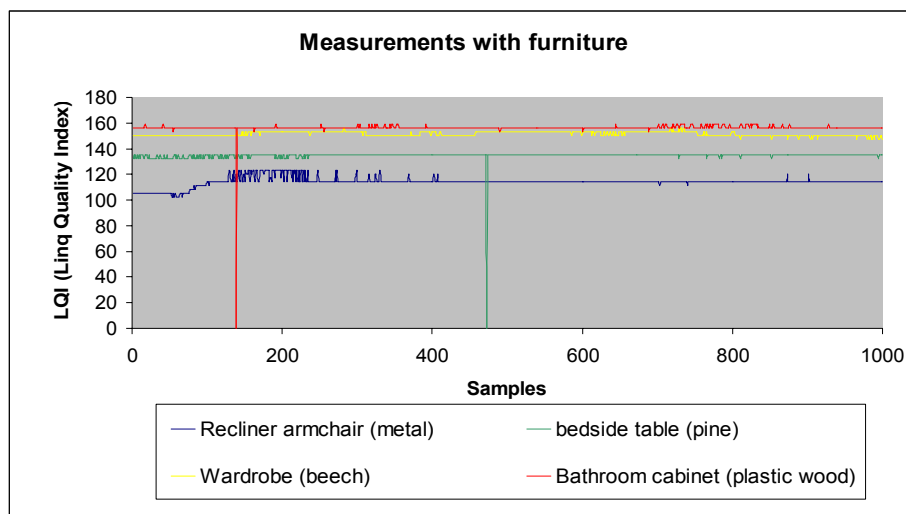 Measurements with furniture
LQI (Linq Quality Index)
180
160
140
120
100
80
60
40
20
0
0 200 400 600 800 1000
Samples
Recliner armchair (metal) bedside table (pine)
Wardrobe (beech) Bathroom cabinet (plastic wood)